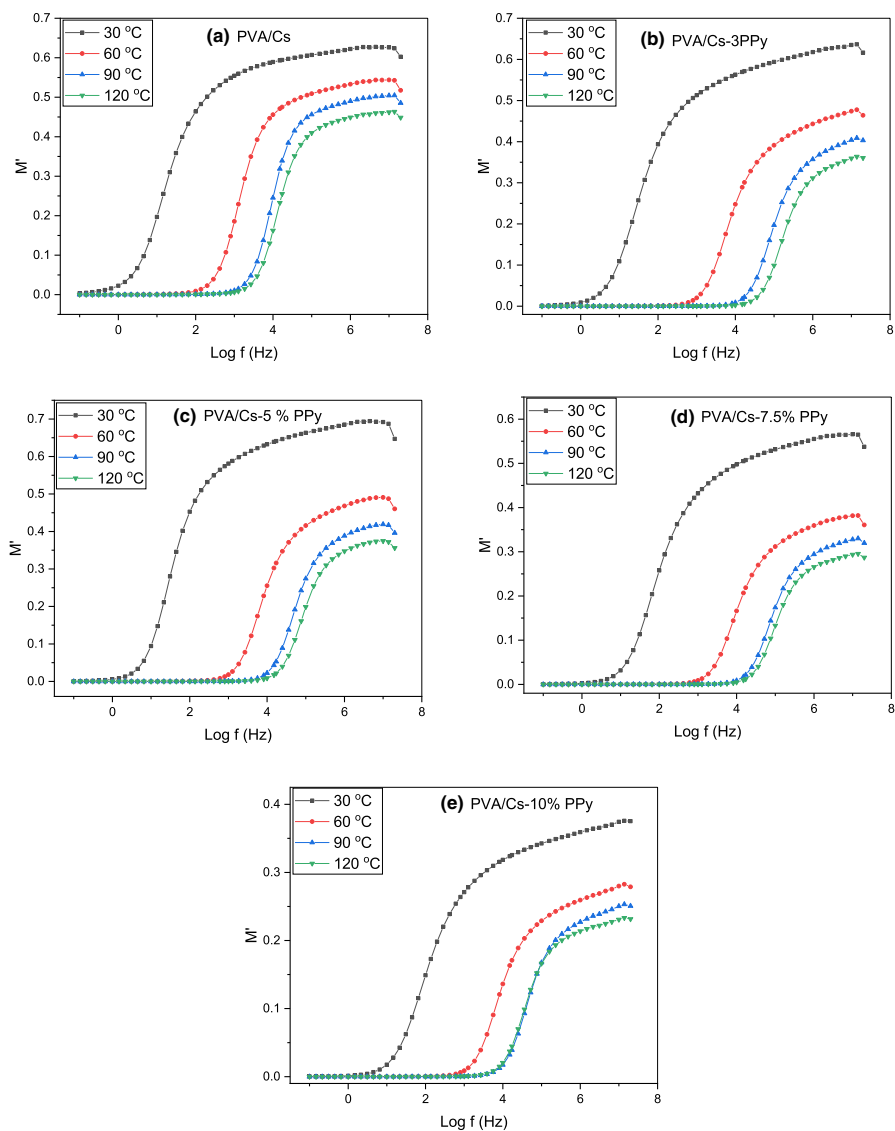 (a) PVA/Cs
30 °C
60 °C
90 °C
120 °C
0.7
0.6
0.5
0.4
0.3
0.2
0.1
0.0
M'
0 2 4 6 8
Log f (Hz)
(b) PVA/Cs-3PPy
30 °C
60 °C
90 °C
120 °C
0.7
0.6
0.5
0.4
0.3
0.2
0.1
0.0
M'
0 2 4 6 8
Log f (Hz)
(c) PVA/Cs-5 % PPy
30 °C
60 °C
90 °C
120 °C
0.7
0.6
0.5
0.4
0.3
0.2
0.1
0.0
M'
0 2 4 6 8
Log f (Hz)
(d) PVA/Cs-7.5% PPy
30 °C
60 °C
90 °C
120 °C
0.6
0.5
0.4
0.3
0.2
0.1
0.0
M'
0 2 4 6 8
Log f (Hz)
(e) PVA/Cs-10% PPy
30 °C
60 °C
90 °C
120 °C
0.4
0.3
0.2
0.1
0.0
M'
0 2 4 6 8
Log f (Hz)